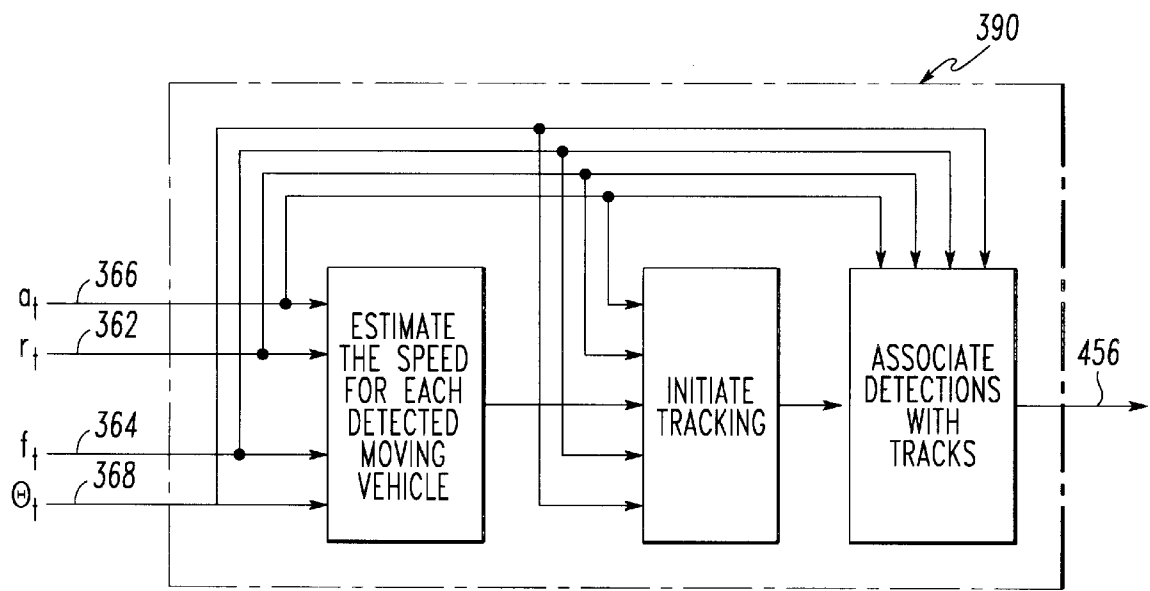 390
a_t
366
r_t
362
f_t
364
Θ_t
368
ESTIMATE
THE SPEED
FOR EACH
DETECTED
MOVING
VEHICLE
INITIATE
TRACKING
ASSOCIATE
DETECTIONS
WITH
TRACKS
456